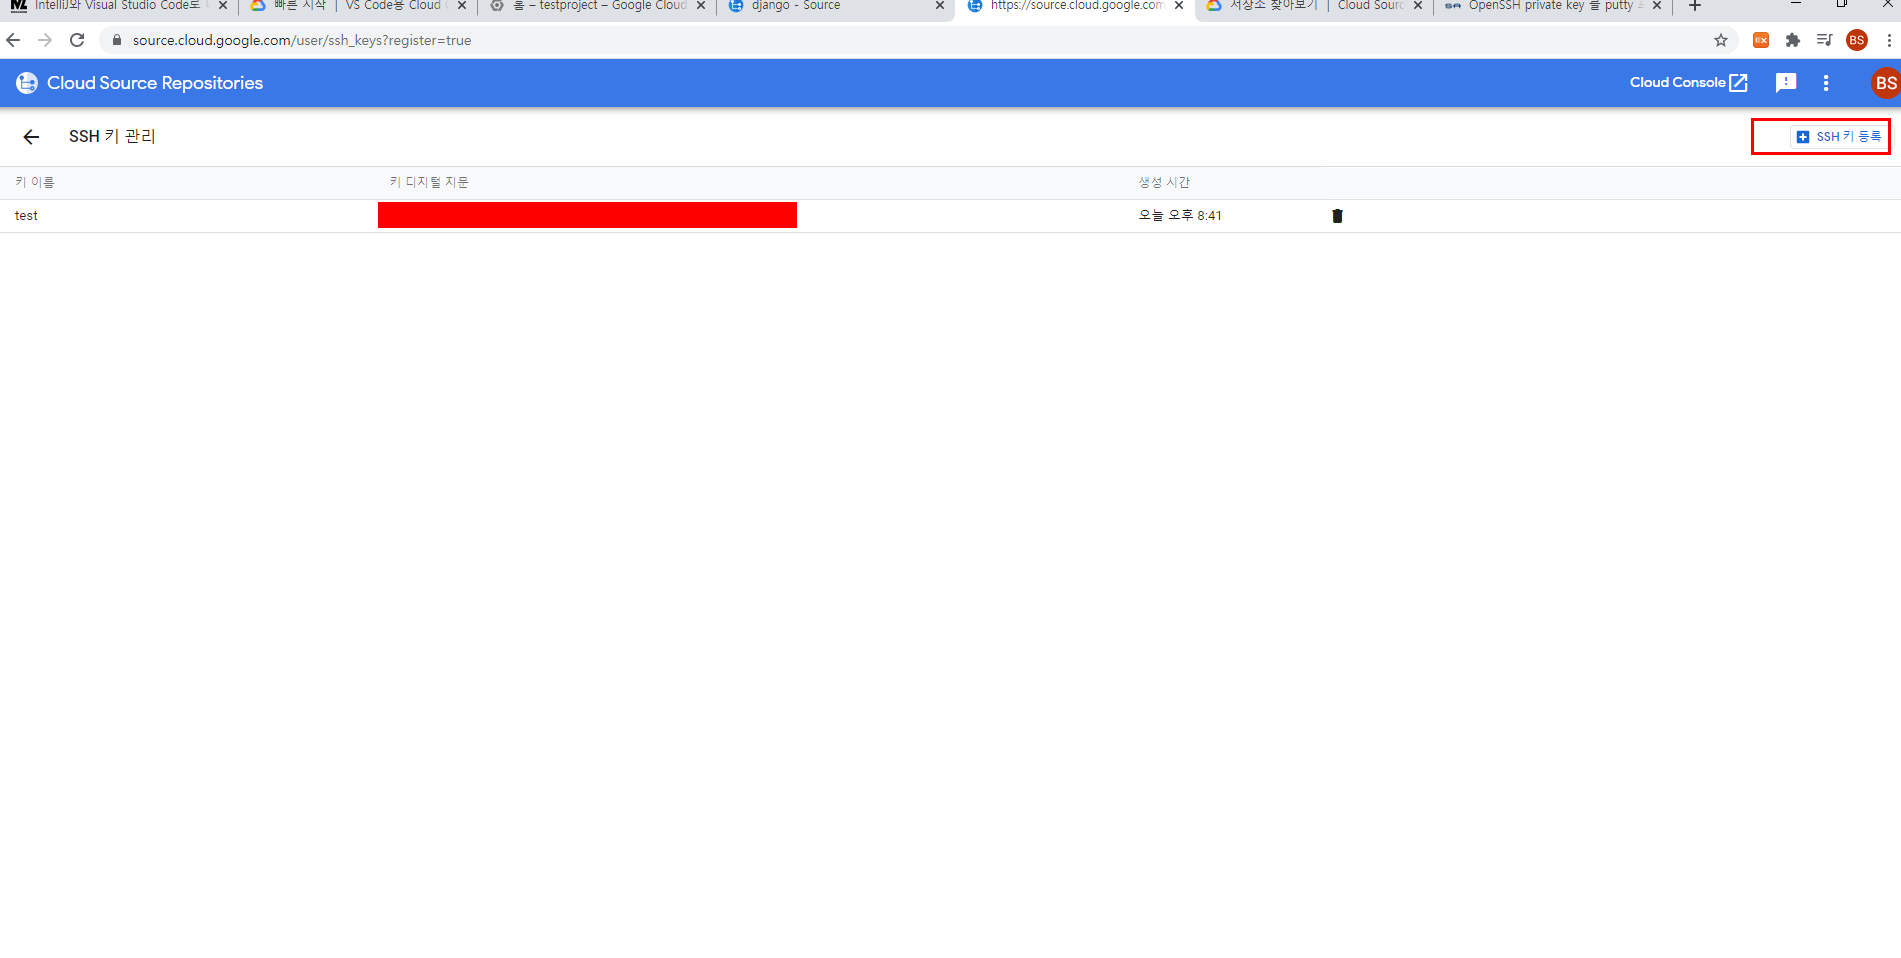 IntelliJ와 Visual Studio Code로
빠른 시작 | VS Code용 Cloud
홈 – testproject – Google Cloud
django - Source
https://source.cloud.google.com
저장소 찾아보기 | Cloud Sourc
OpenSSH private key 를 putty
source.cloud.google.com/user/ssh_keys?register=true
EX
BS
Cloud Source Repositories
Cloud Console
BS
SSH 키 관리
SSH 키 등록
키 이름
키 디지털 지문
생성 시간
test
오늘 오후 8:41